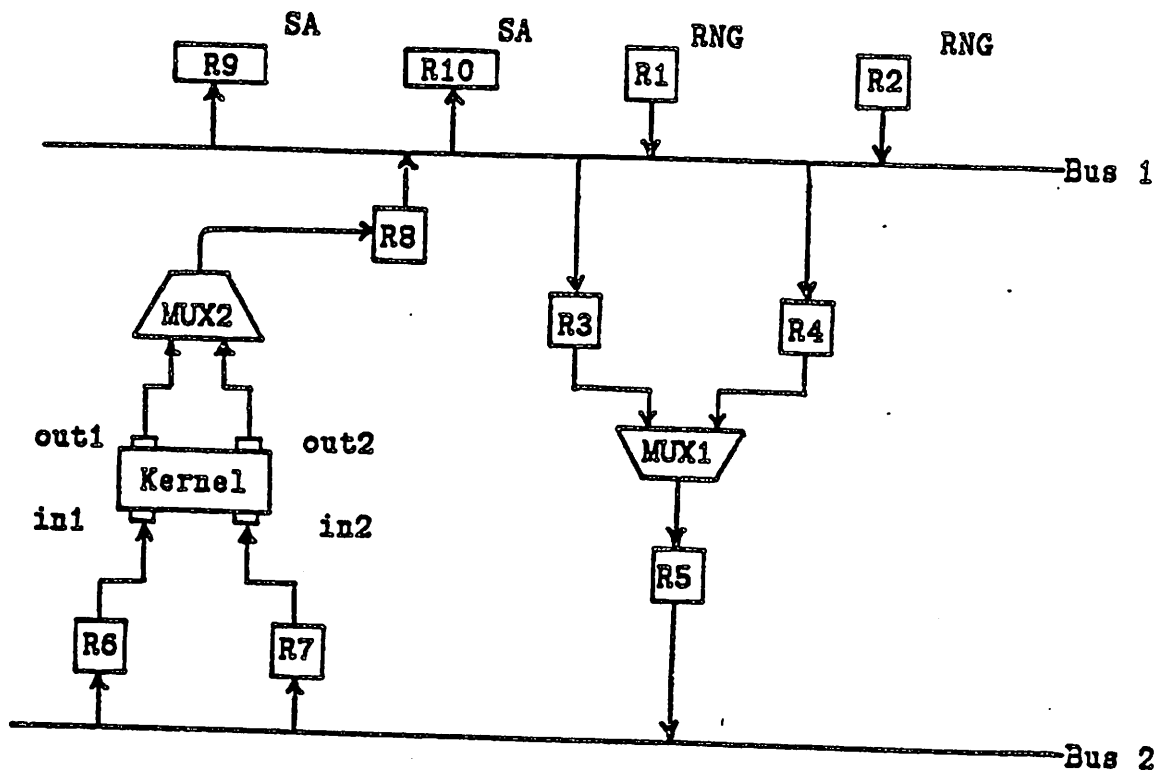 SA
SA
RNG
RNG
R9
R10
R1
R2
Bus 1
R8
MUX2
R3
R4
out1
out2
MUX1
Kernel
in1
in2
R5
R6
R7
Bus 2